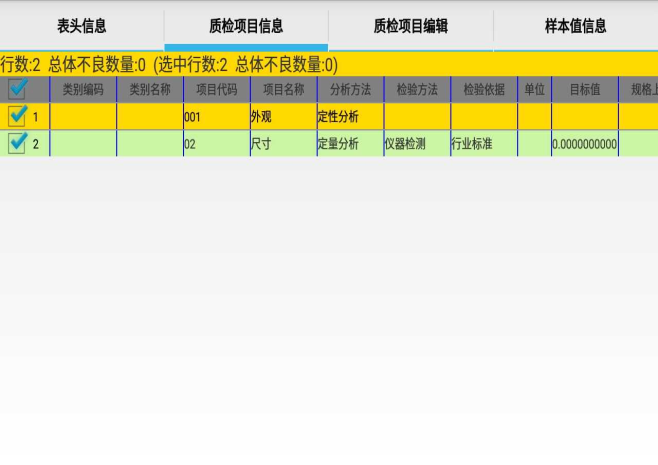 表头信息 质检项目信息 质检项目编辑 样本值信息
行数:2 总体不良数量:0 (选中行数:2 总体不良数量:0)
类别编码 类别名称 项目代码 项目名称 分析方法 检验方法 检验依据 单位 目标值 规格上
1 001 外观 定性分析
2 02 尺寸 定量分析 仪器检测 行业标准 0.0000000000